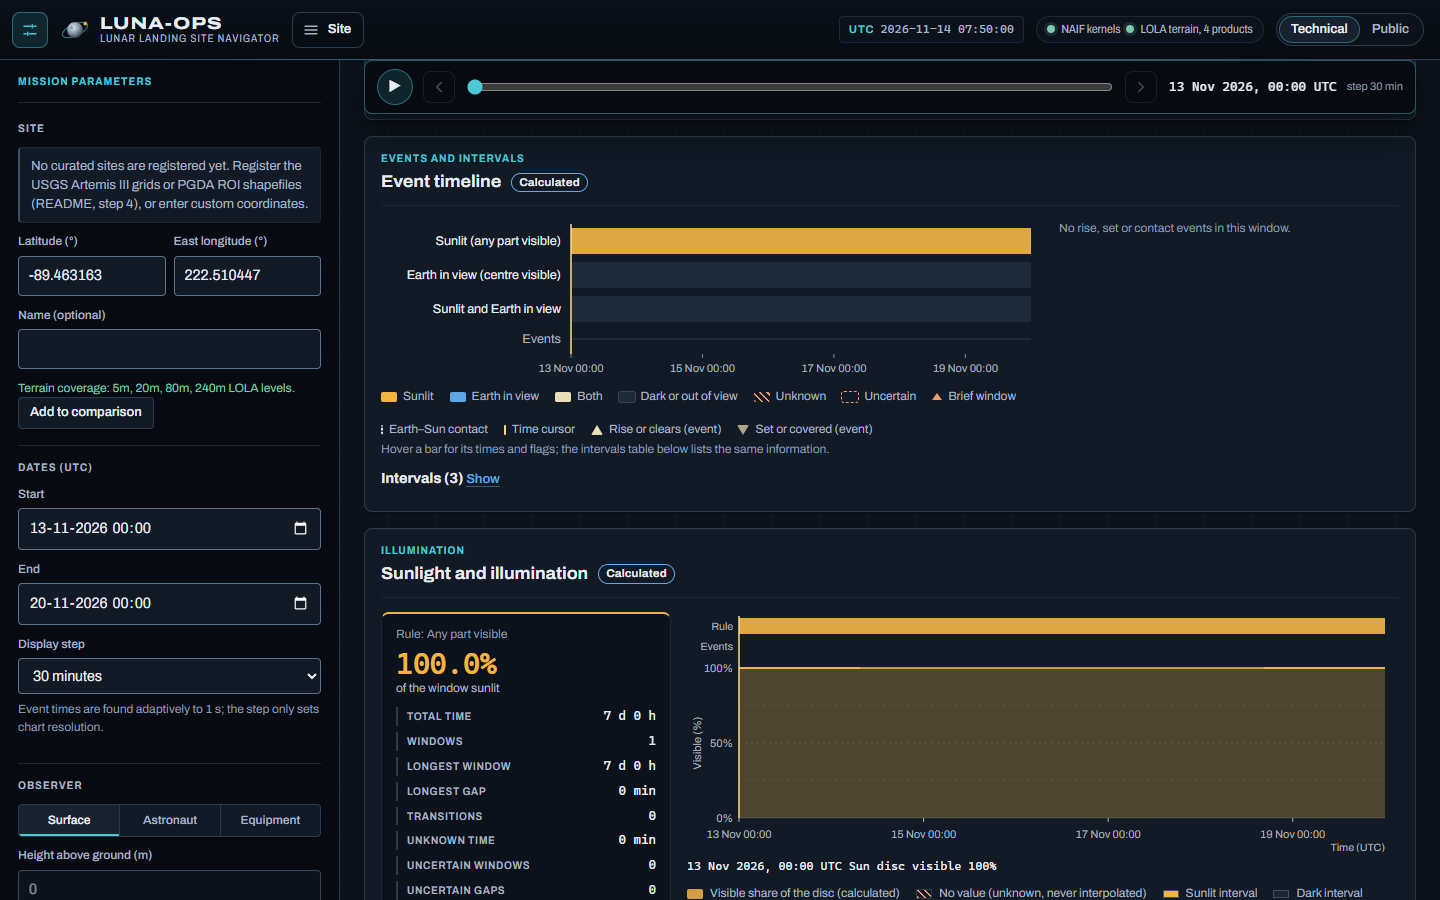 LUNA-OPS
LUNAR LANDING SITE NAVIGATOR
Site
UTC 2026-11-14 07:50:00
NAIF kernels
LOLA terrain, 4 products
Technical
Public
MISSION PARAMETERS
SITE
No curated sites are registered yet. Register the
USGS Artemis III grids or PGDA ROI shapefiles
(README, step 4), or enter custom coordinates.
Latitude (°)
East longitude (°)
-89.463163
222.510447
Name (optional)
Terrain coverage: 5m, 20m, 80m, 240m LOLA levels.
Add to comparison
DATES (UTC)
Start
13-11-2026 00:00
End
20-11-2026 00:00
Display step
30 minutes
Event times are found adaptively to 1 s; the step only sets
chart resolution.
OBSERVER
Surface
Astronaut
Equipment
Height above ground (m)
0
13 Nov 2026, 00:00 UTC
step 30 min
EVENTS AND INTERVALS
Event timeline
Calculated
Sunlit (any part visible)
Earth in view (centre visible)
Sunlit and Earth in view
Events
13 Nov 00:00
15 Nov 00:00
17 Nov 00:00
19 Nov 00:00
No rise, set or contact events in this window.
Sunlit
Earth in view
Both
Dark or out of view
Unknown
Uncertain
Brief window
Earth–Sun contact
Time cursor
Rise or clears (event)
Set or covered (event)
Hover a bar for its times and flags; the intervals table below lists the same information.
Intervals (3) Show
ILLUMINATION
Sunlight and illumination
Calculated
Rule: Any part visible
100.0%
of the window sunlit
TOTAL TIME 7 d 0 h
WINDOWS 1
LONGEST WINDOW 7 d 0 h
LONGEST GAP 0 min
TRANSITIONS 0
UNKNOWN TIME 0 min
UNCERTAIN WINDOWS 0
UNCERTAIN GAPS 0
Rule
Events
100%
50%
0%
Visible (%)
13 Nov 00:00
15 Nov 00:00
17 Nov 00:00
19 Nov 00:00
Time (UTC)
13 Nov 2026, 00:00 UTC Sun disc visible 100%
Visible share of the disc (calculated)
No value (unknown, never interpolated)
Sunlit interval
Dark interval